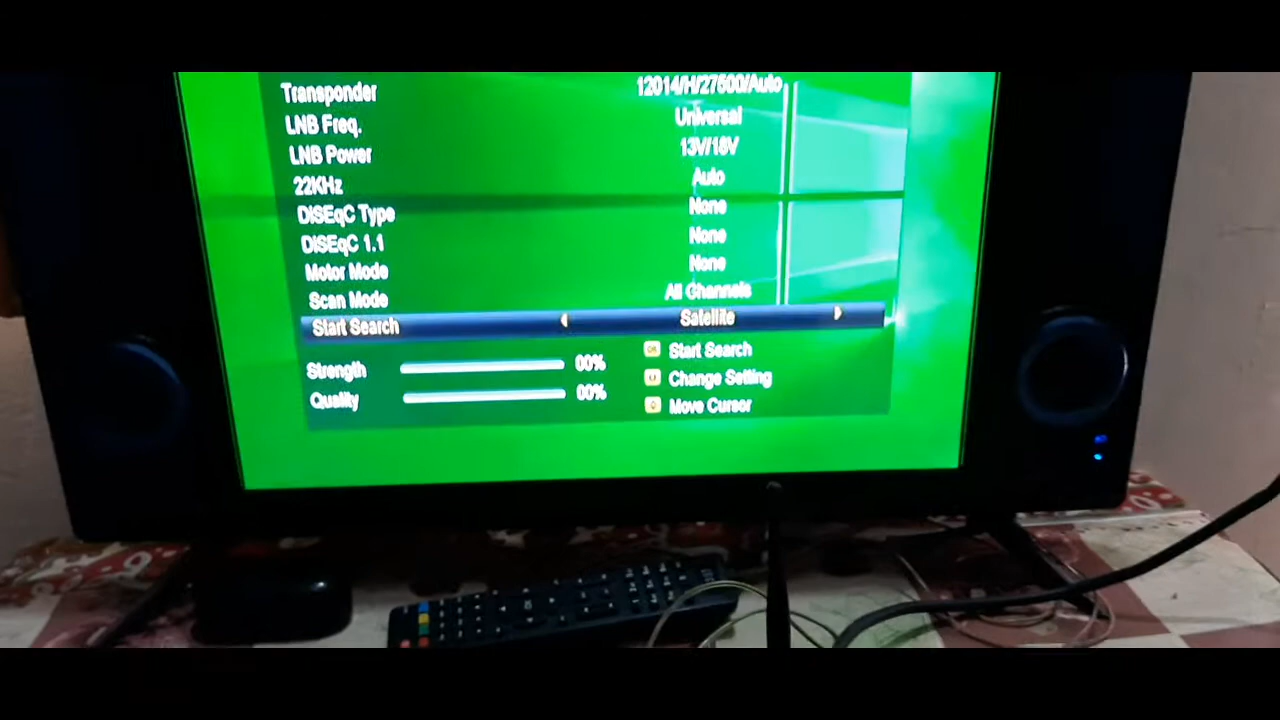 Transponder 12014/H/27500/Auto
LNB Freq. Universal
LNB Power 13V/18V
22KHz Auto
DiSEqC Type None
DiSEqC 1.1 None
Motor Mode None
Scan Mode All Channels
Start Search Satellite
Strength 00% OK Start Search
Quality 00% Change Setting
Move Cursor